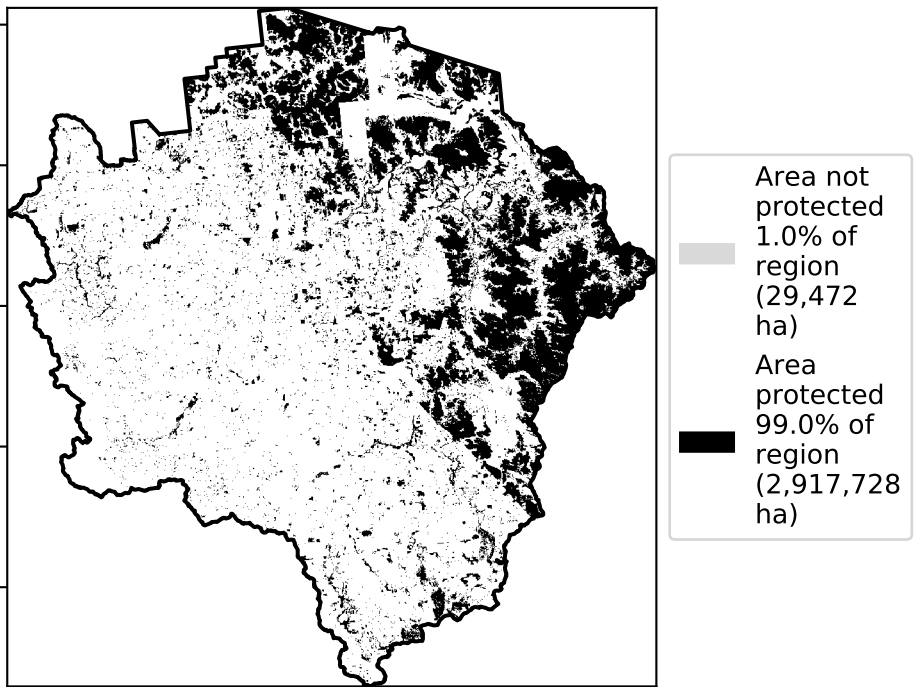 Area not
protected
1.0% of
region
(29,472
ha)
Area
protected
99.0% of
region
(2,917,728
ha)